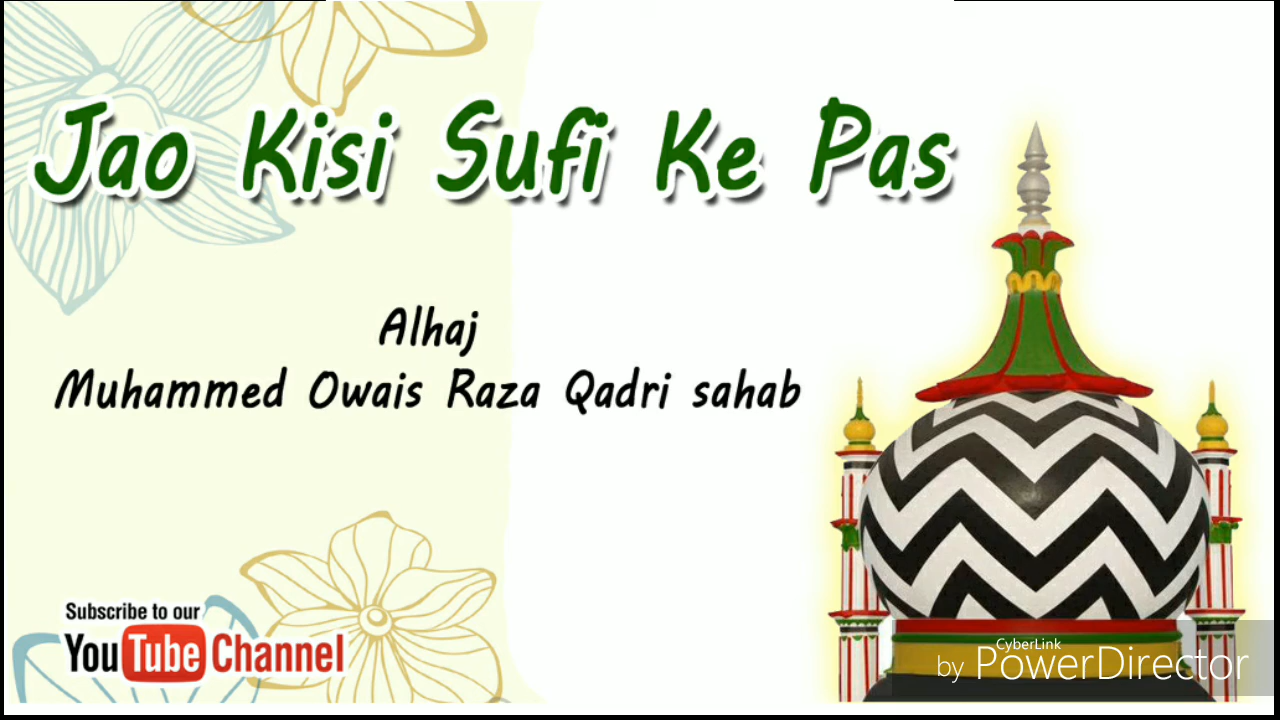 Jao Kisi Sufi Ke Pas
Alhaj
Muhammed Owais Raza Qadri sahab
Subscribe to our
YouTube Channel
CyberLink
by PowerDirector